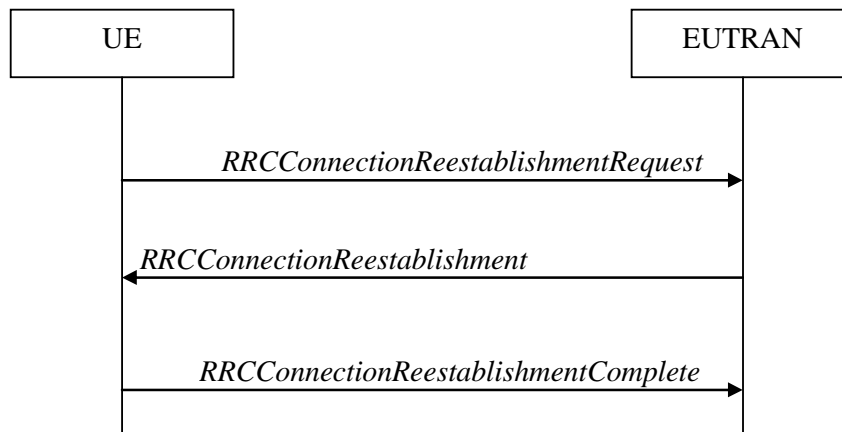 UE
EUTRAN
RRCConnectionReestablishmentRequest
RRCConnectionReestablishment
RRCConnectionReestablishmentComplete